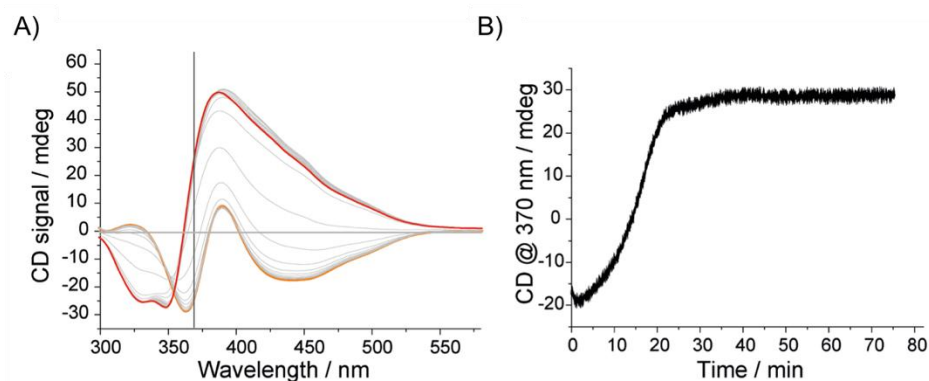 A)
CD signal / mdeg
60
50
40
30
20
10
0
-10
-20
-30
300 350 400 450 500 550
Wavelength / nm
B)
CD @ 370 nm / mdeg
30
20
10
0
-10
-20
0 10 20 30 40 50 60 70 80
Time / min